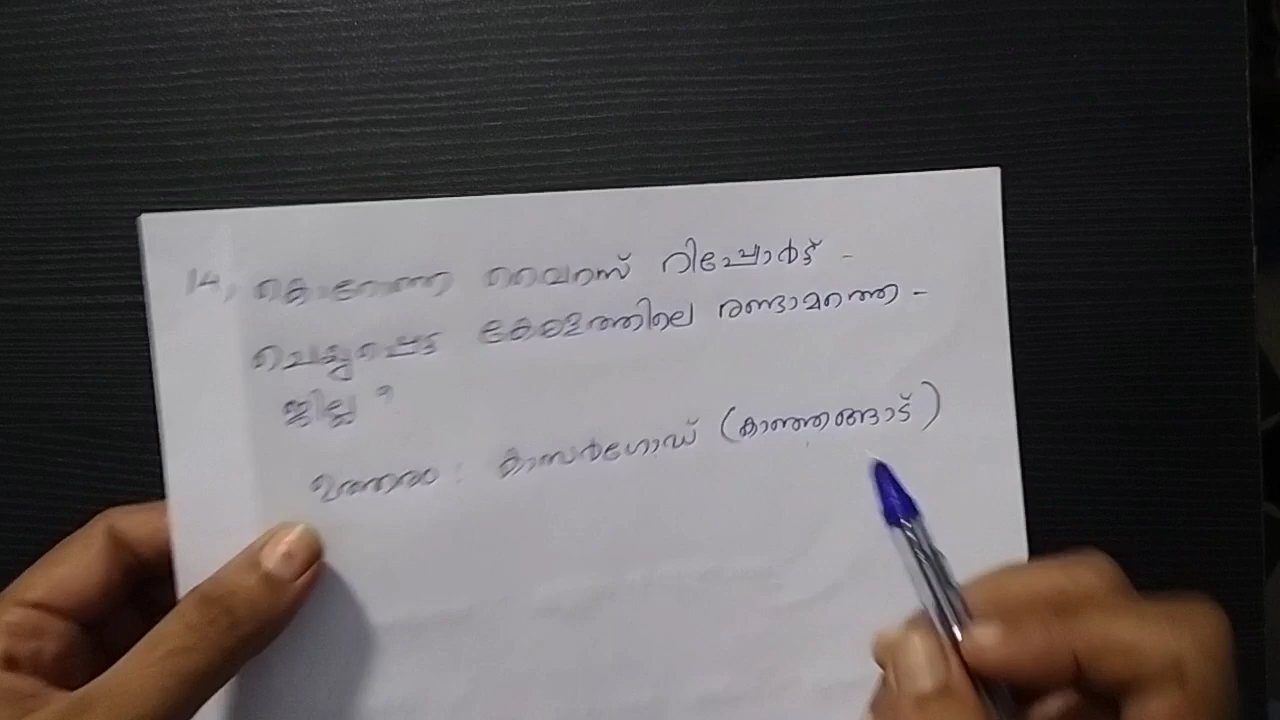 14, കൊറോണ വൈറസ് റിപ്പോർട്ട് -
ചെയ്യപ്പെട്ട കേരളത്തിലെ രണ്ടാമത്തെ -
ജില്ല ?
ഉത്തരം : കാസർഗോഡ് (കാഞ്ഞങ്ങാട്)